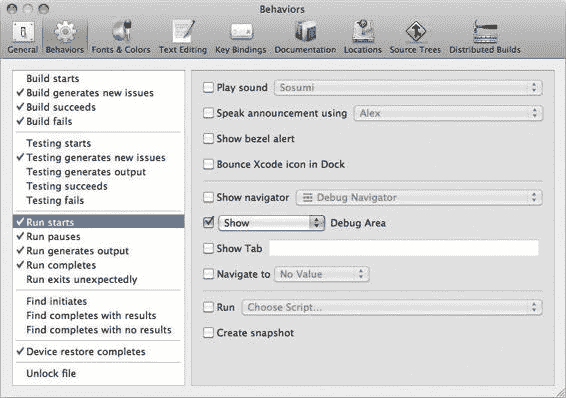 Behaviors
General Behaviors Fonts & Colors Text Editing Key Bindings Documentation Locations Source Trees Distributed Builds
Build starts
Build generates new issues
Build succeeds
Build fails
Testing starts
Testing generates new issues
Testing generates output
Testing succeeds
Testing fails
Run starts
Run pauses
Run generates output
Run completes
Run exits unexpectedly
Find initiates
Find completes with results
Find completes with no results
Device restore completes
Unlock file
Play sound Sosumi
Speak announcement using Alex
Show bezel alert
Bounce Xcode icon in Dock
Show navigator Debug Navigator
Show Debug Area
Show Tab
Navigate to No Value
Run Choose Script...
Create snapshot